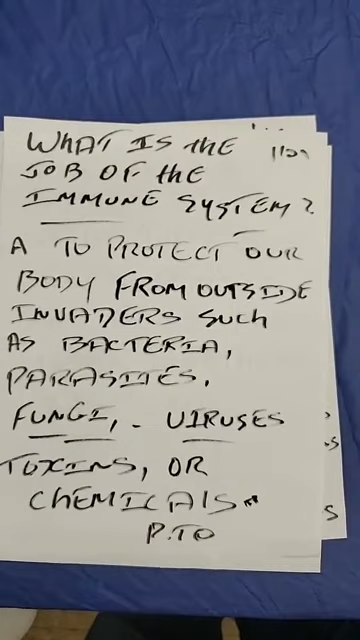 WHAT IS THE
JOB OF THE
IMMUNE SYSTEM?
A TO PROTECT OUR
BODY FROM OUTSIDE
INVADERS SUCH
AS BACTERIA,
PARASITES,
FUNGI, - VIRUSES
TOXINS, OR
CHEMICALS
P.TO